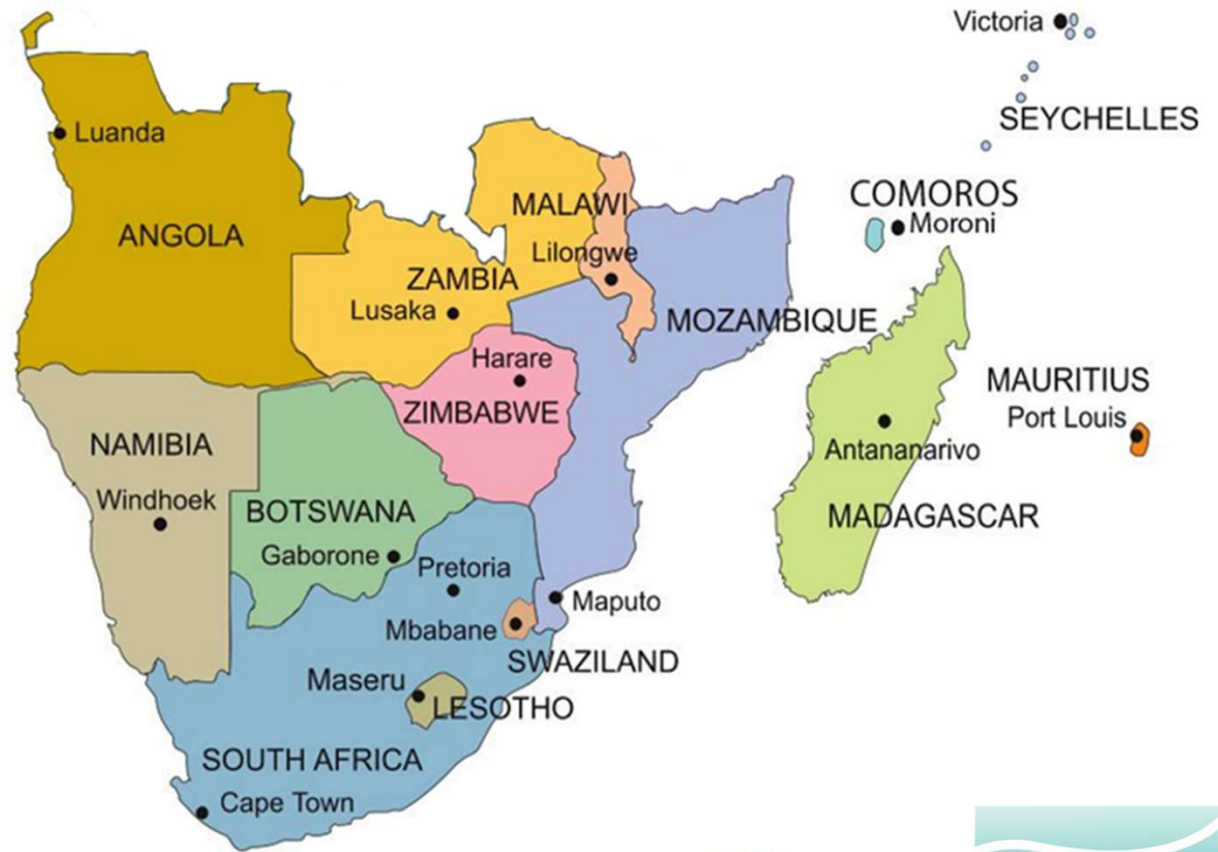 Victoria
SEYCHELLES
Luanda
COMOROS
Moroni
MALAWI
ANGOLA
Lilongwe
ZAMBIA
Lusaka
MOZAMBIQUE
Harare
MAURITIUS
ZIMBABWE
Port Louis
NAMIBIA
Antananarivo
Windhoek
BOTSWANA
MADAGASCAR
Gaborone
Pretoria
Maputo
Mbabane
SWAZILAND
Maseru
LESOTHO
SOUTH AFRICA
Cape Town